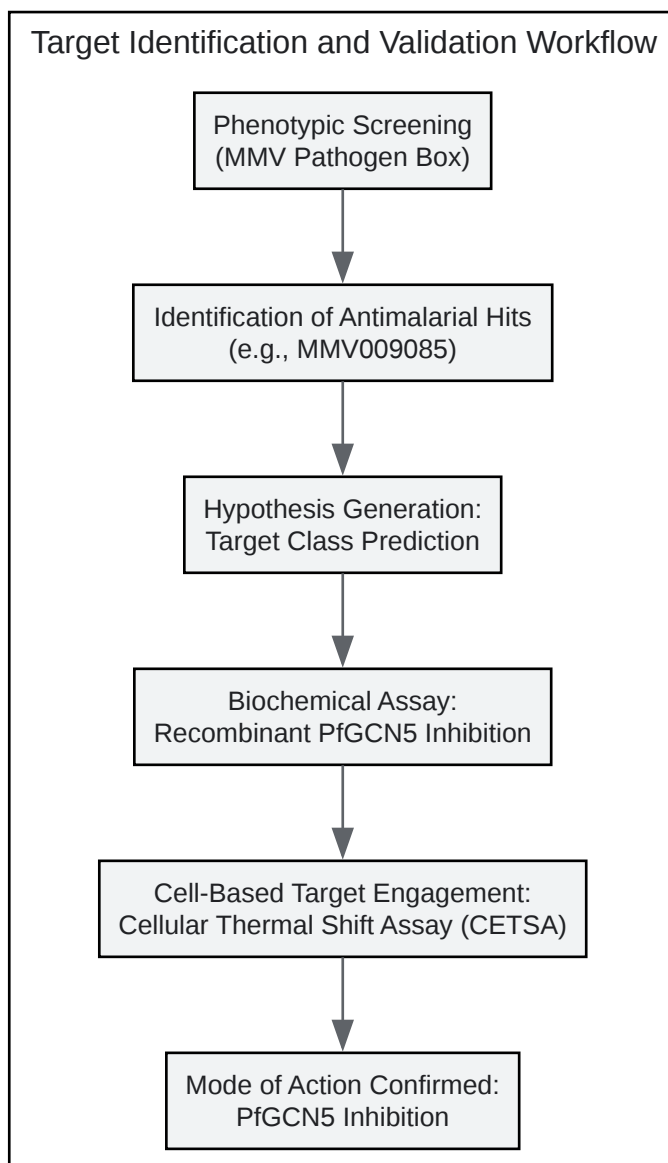 Target Identification and Validation Workflow
Phenotypic Screening
(MMV Pathogen Box)
Identification of Antimalarial Hits
(e.g., MMV009085)
Hypothesis Generation:
Target Class Prediction
Biochemical Assay:
Recombinant PfGCN5 Inhibition
Cell-Based Target Engagement:
Cellular Thermal Shift Assay (CETSA)
Mode of Action Confirmed:
PfGCN5 Inhibition